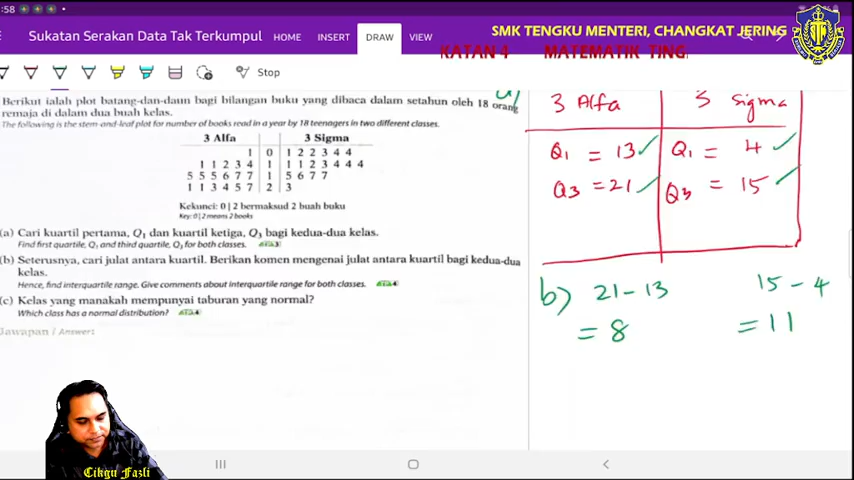 :58
SMK TENGKU MENTERI, CHANGKAT JERING
Sukatan Serakan Data Tak Terkumpul HOME INSERT DRAW VIEW
KATAN 4 MATEMATIK TING
Stop
Berikut ialah plot batang-dan-daun bagi bilangan buku yang dibaca dalam setahun oleh 18 orang
remaja di dalam dua buah kelas.
The following is the stem-and-leaf plot for number of books read in a year by 18 teenagers in two different classes.
3 Alfa 3 Sigma
1 0 1 2 2 3 4 4
1 1 2 3 4 1 1 1 2 3 4 4 4
5 5 5 6 7 7 1 5 6 7 7
1 1 3 4 5 7 2 3
Kekunci: 0 | 2 bermaksud 2 buah buku
Key: 0 | 2 means 2 books
(a) Cari kuartil pertama, Q1 dan kuartil ketiga, Q3 bagi kedua-dua kelas.
Find first quartile, Q1 and third quartile, Q3 for both classes.
(b) Seterusnya, cari julat antara kuartil. Berikan komen mengenai julat antara kuartil bagi kedua-dua
kelas.
Hence, find interquartile range. Give comments about interquartile range for both classes.
(c) Kelas yang manakah mempunyai taburan yang normal?
Which class has a normal distribution?
Jawapan / Answer:
a)
3 Alfa 3 sigma
Q1 = 13 Q1 = 4
Q3 = 21 Q3 = 15
b) 21 - 13 15 - 4
= 8 = 11
Cikgu Fazli